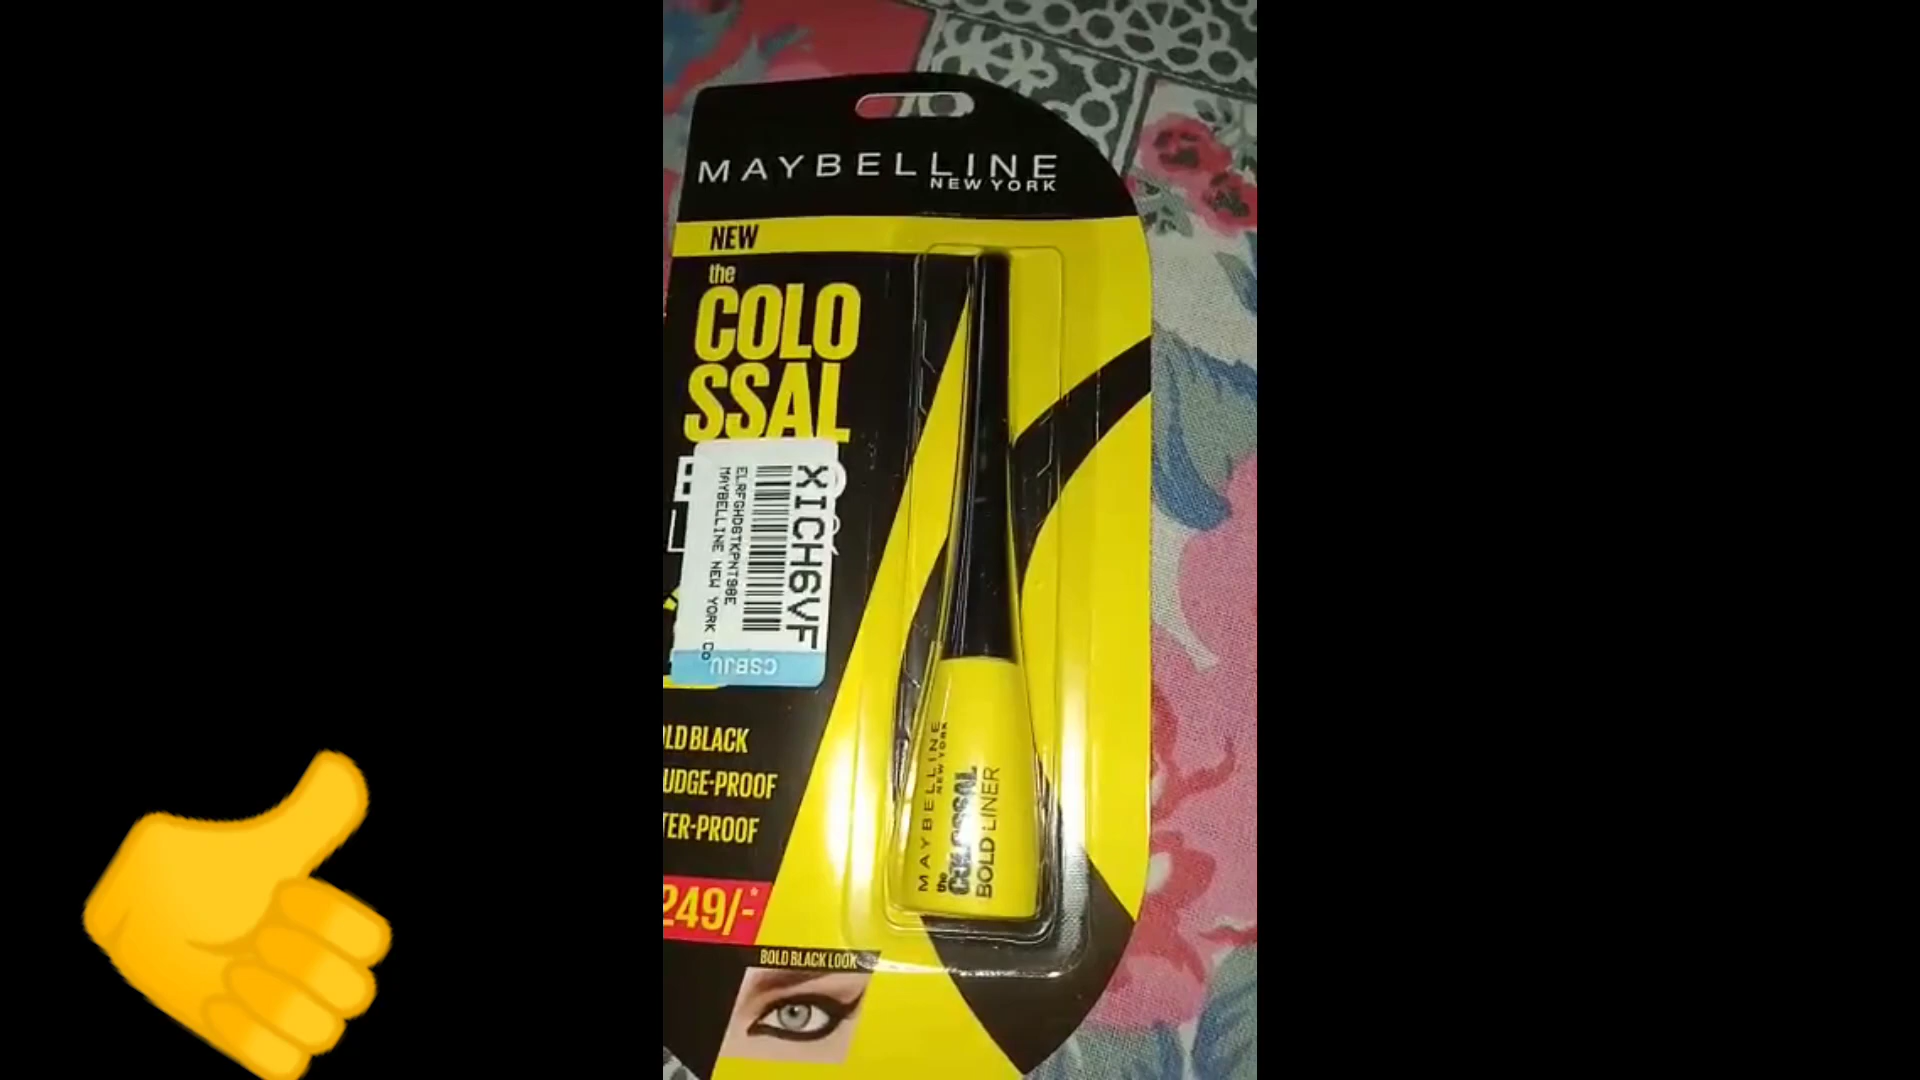 MAYBELLINE
NEW YORK
NEW
the
COLO
SSAL
XICH6VF
MAYBELLINE NEW YORK Co
CSBJU
LD BLACK
UDGE-PROOF
TER-PROOF
249/-*
BOLD BLACK LOOK
MAYBELLINE
NEW YORK
the
COLOSSAL
BOLD LINER